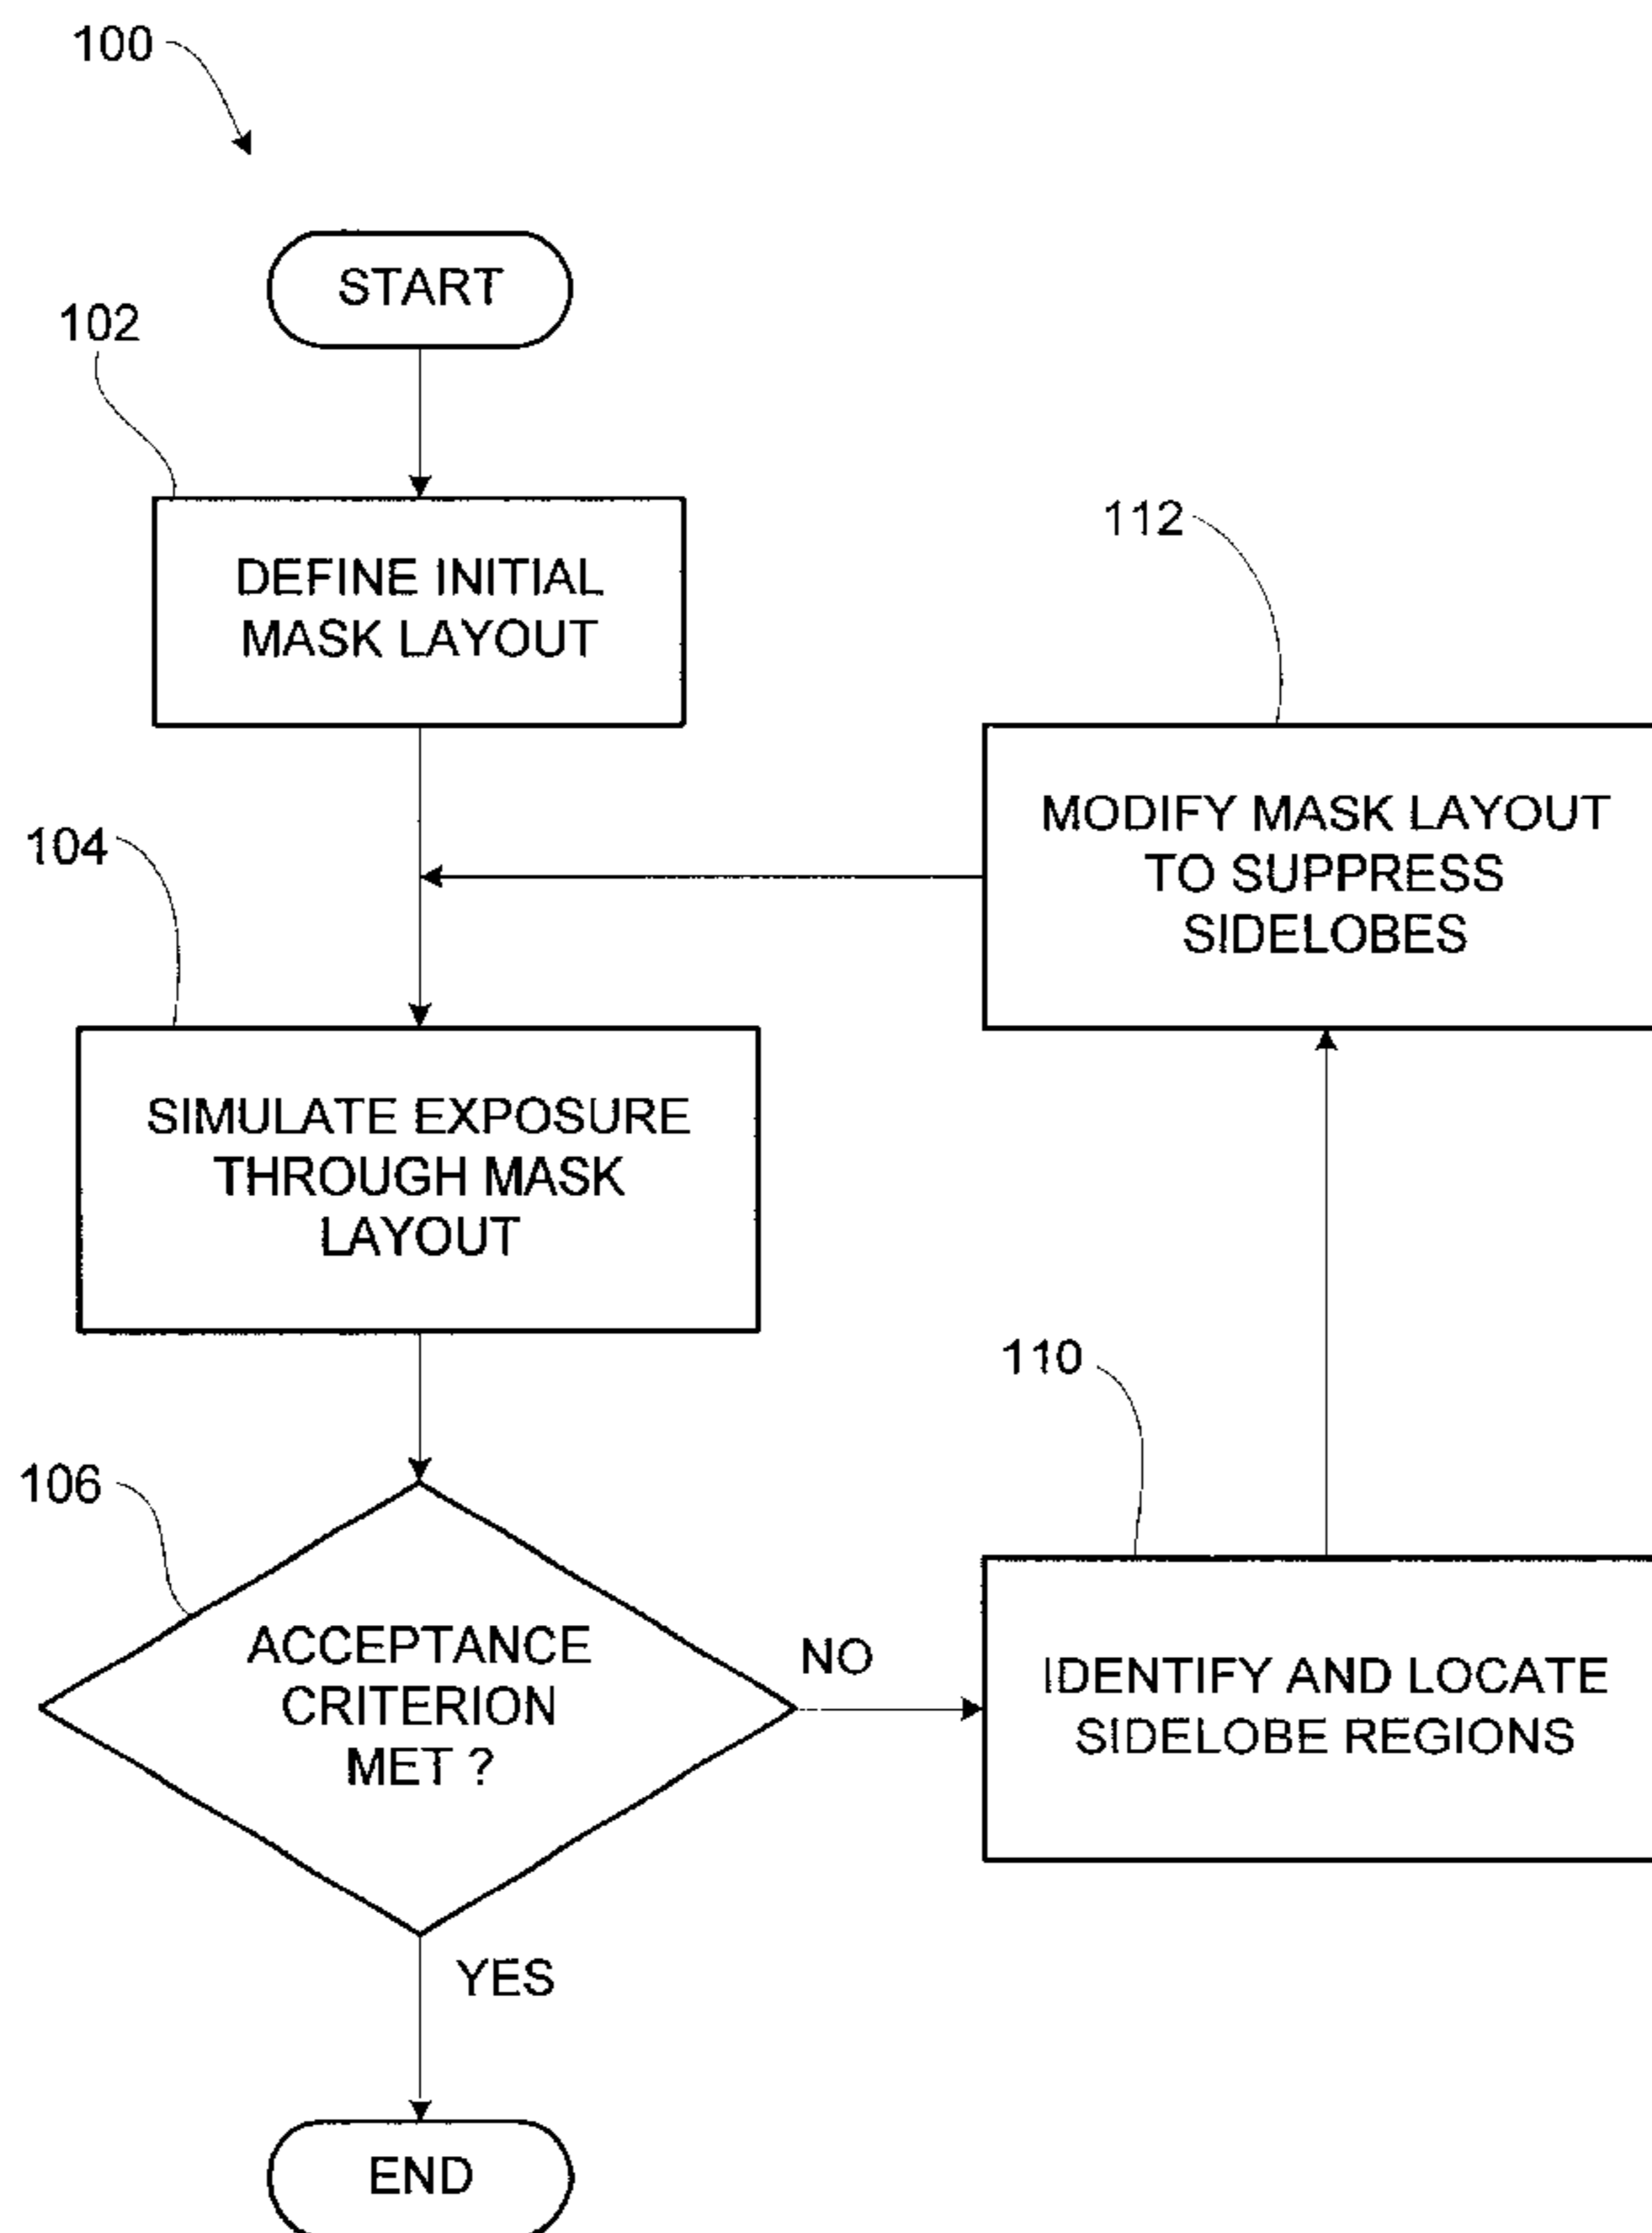 100
START
102
DEFINE INITIAL
MASK LAYOUT
112
MODIFY MASK LAYOUT
TO SUPPRESS
SIDELOBES
104
SIMULATE EXPOSURE
THROUGH MASK
LAYOUT
110
106
ACCEPTANCE
CRITERION
MET ?
NO
IDENTIFY AND LOCATE
SIDELOBE REGIONS
YES
END